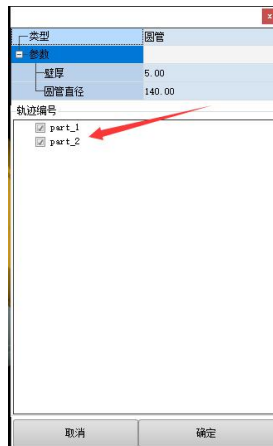 类型 圆管
参数
壁厚 5.00
圆管直径 140.00
轨迹编号
part_1
part_2
取消 确定